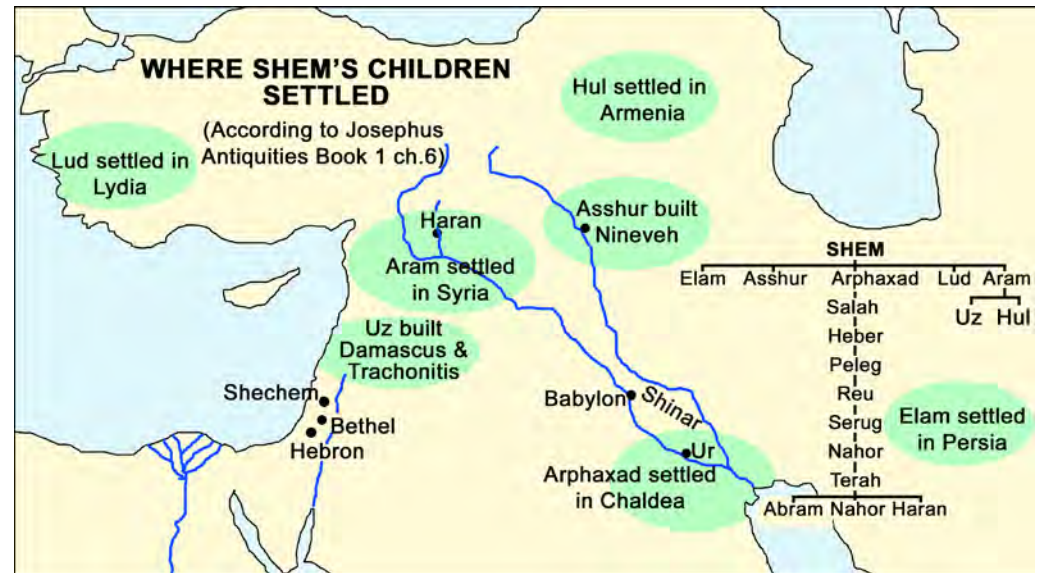 WHERE SHEM'S CHILDREN
SETTLED
(According to Josephus
Antiquities Book 1 ch.6)
Hul settled in
Armenia
Lud settled in
Lydia
Haran
Asshur built
Nineveh
Aram settled
in Syria
Uz built
Damascus &
Trachonitis
Shechem
Bethel
Hebron
Babylon
Shinar
Ur
Arphaxad settled
in Chaldea
SHEM
Elam Asshur Arphaxad Lud Aram
Salah
Uz Hul
Heber
Peleg
Reu
Serug
Nahor
Terah
Abram Nahor Haran
Elam settled
in Persia